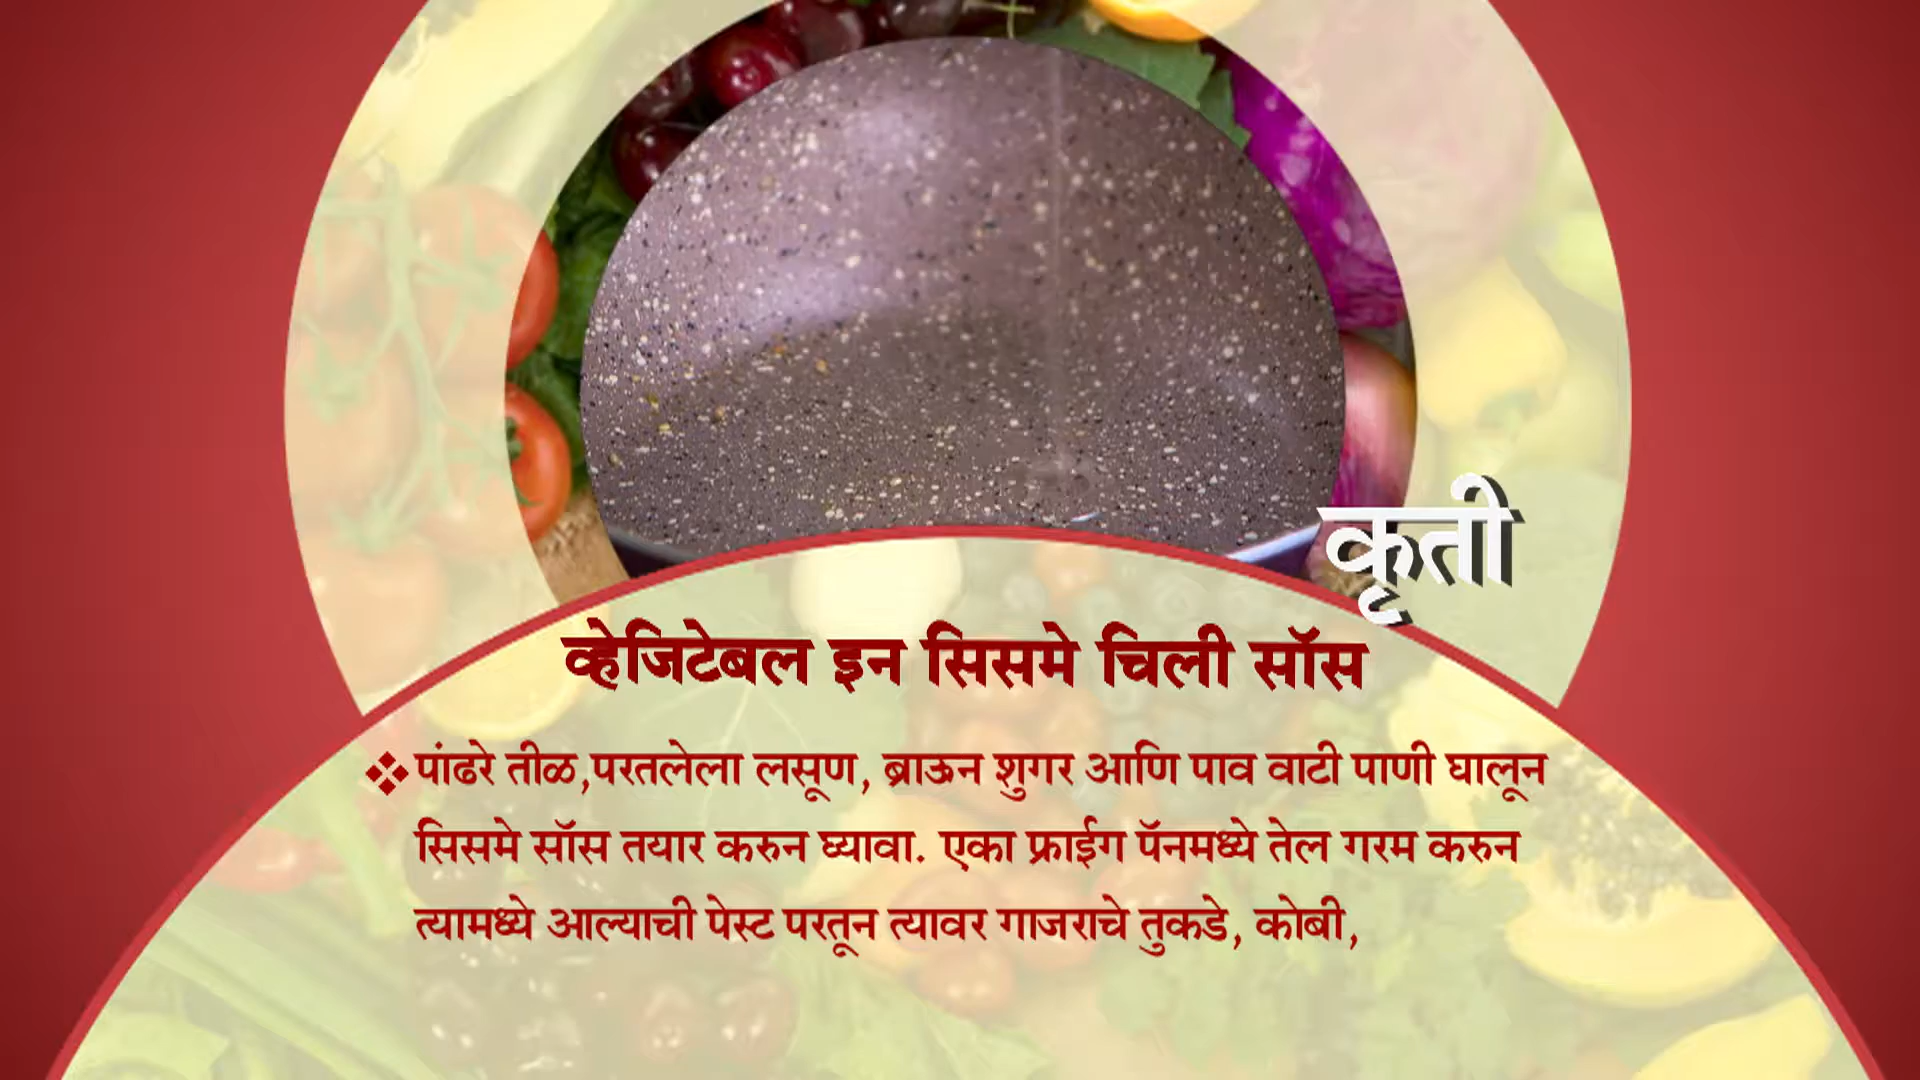 कृती
व्हेजिटेबल इन सिसमे चिली सॉस
❖पांढरे तीळ,परतलेला लसूण, ब्राऊन शुगर आणि पाव वाटी पाणी घालून
सिसमे सॉस तयार करुन घ्यावा. एका फ्राईग पॅनमध्ये तेल गरम करुन
त्यामध्ये आल्याची पेस्ट परतून त्यावर गाजराचे तुकडे, कोबी,